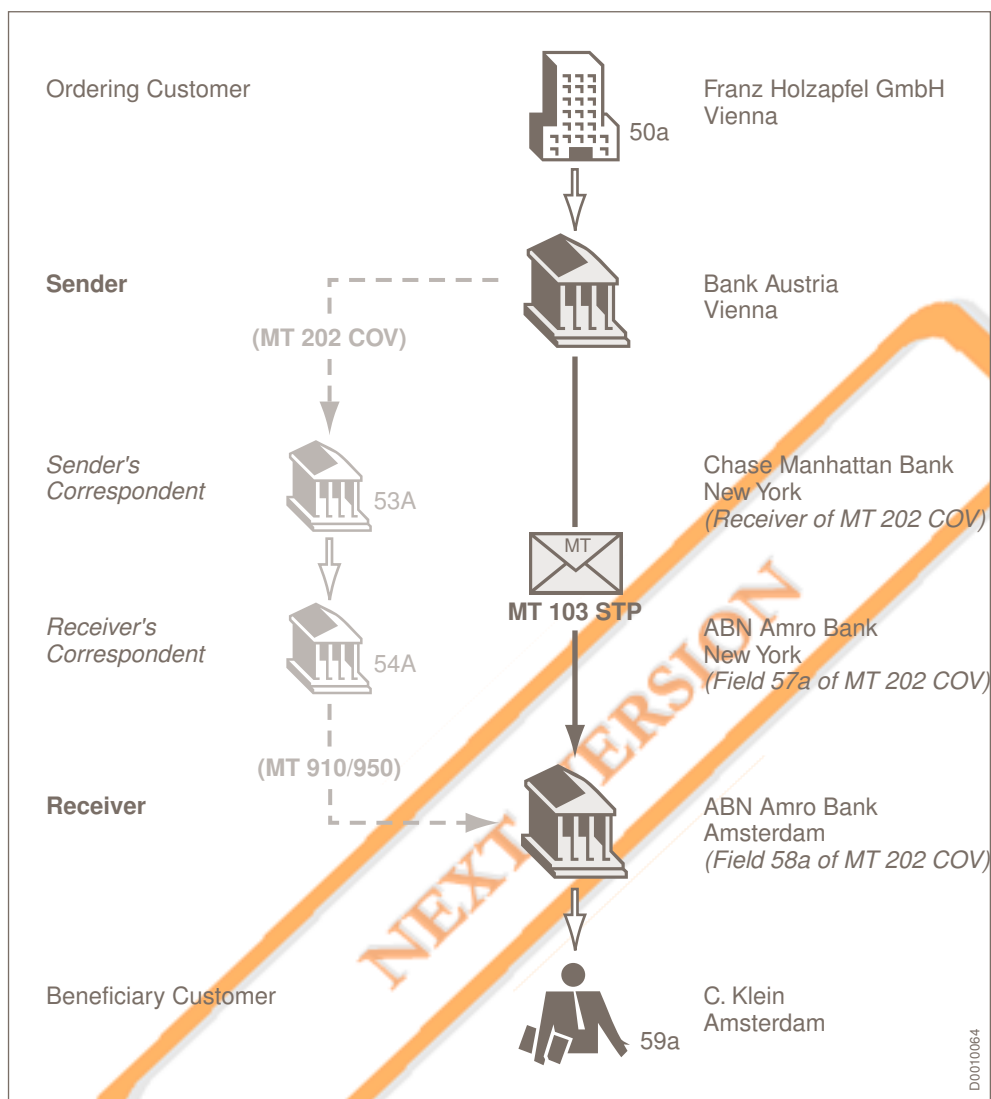 Ordering Customer
Franz Holzapfel GmbH
Vienna
50a
Sender
Bank Austria
Vienna
(MT 202 COV)
Sender's
Correspondent
53A
Chase Manhattan Bank
New York
(Receiver of MT 202 COV)
MT
MT 103 STP
Receiver's
Correspondent
54A
ABN Amro Bank
New York
(Field 57a of MT 202 COV)
(MT 910/950)
Receiver
ABN Amro Bank
Amsterdam
(Field 58a of MT 202 COV)
NEXT VERSION
Beneficiary Customer
C. Klein
Amsterdam
59a
D0010064